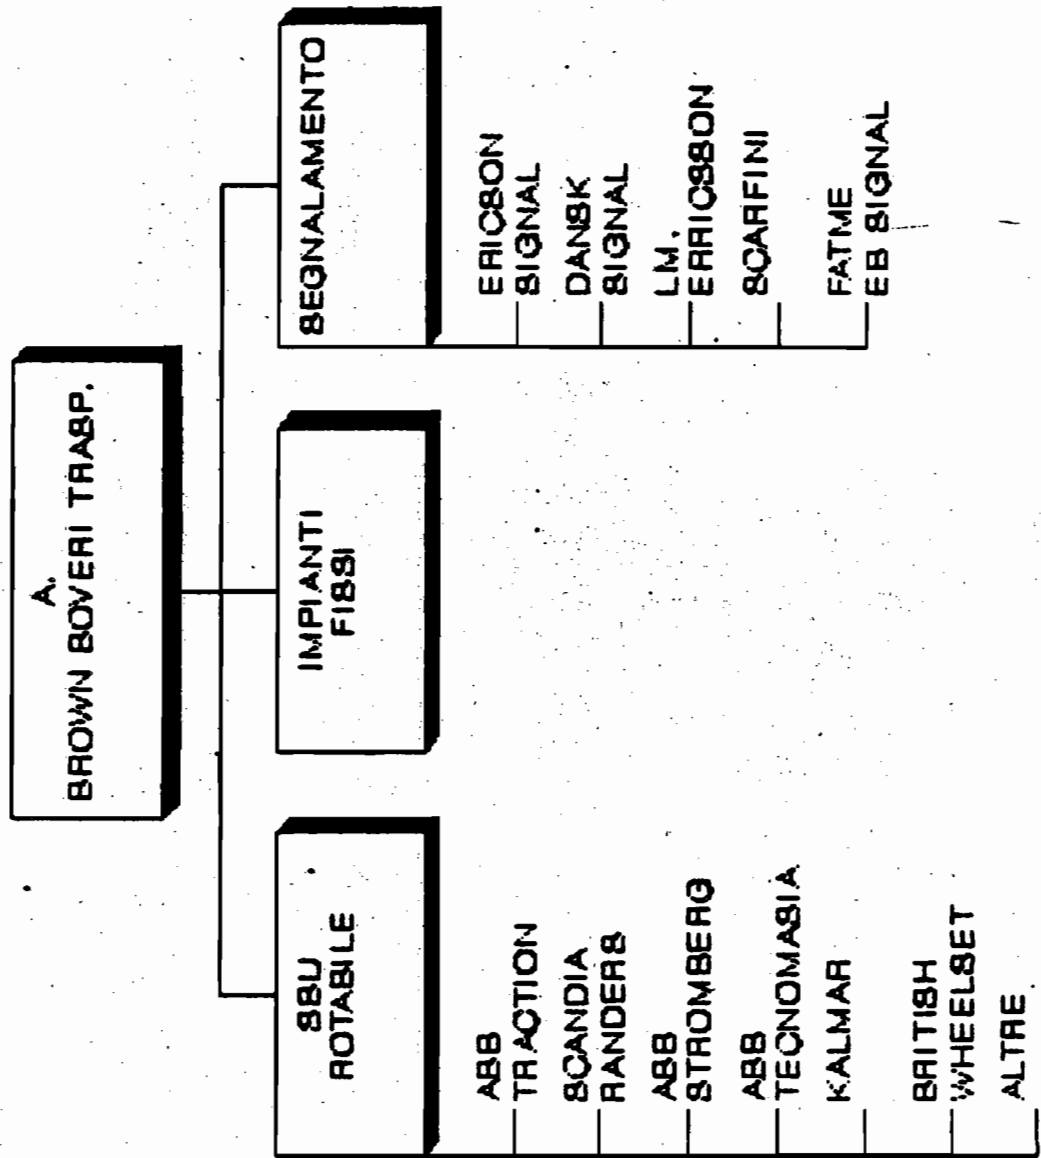 A.
BROWN BOVERI TRASP.
SBU
ROTABILE
IMPIANTI
FISSI
SEGNALAMENTO
ABB
TRACTION
SCANDIA
RANDERS
ABB
STROMBERG
ABB
TECNOMASIA
KALMAR
BRITISH
WHEELSET
ALTRE
ERICSON
SIGNAL
DANSK
SIGNAL
LM.
ERRICSSON
SCARFINI
FATME
EB SIGNAL